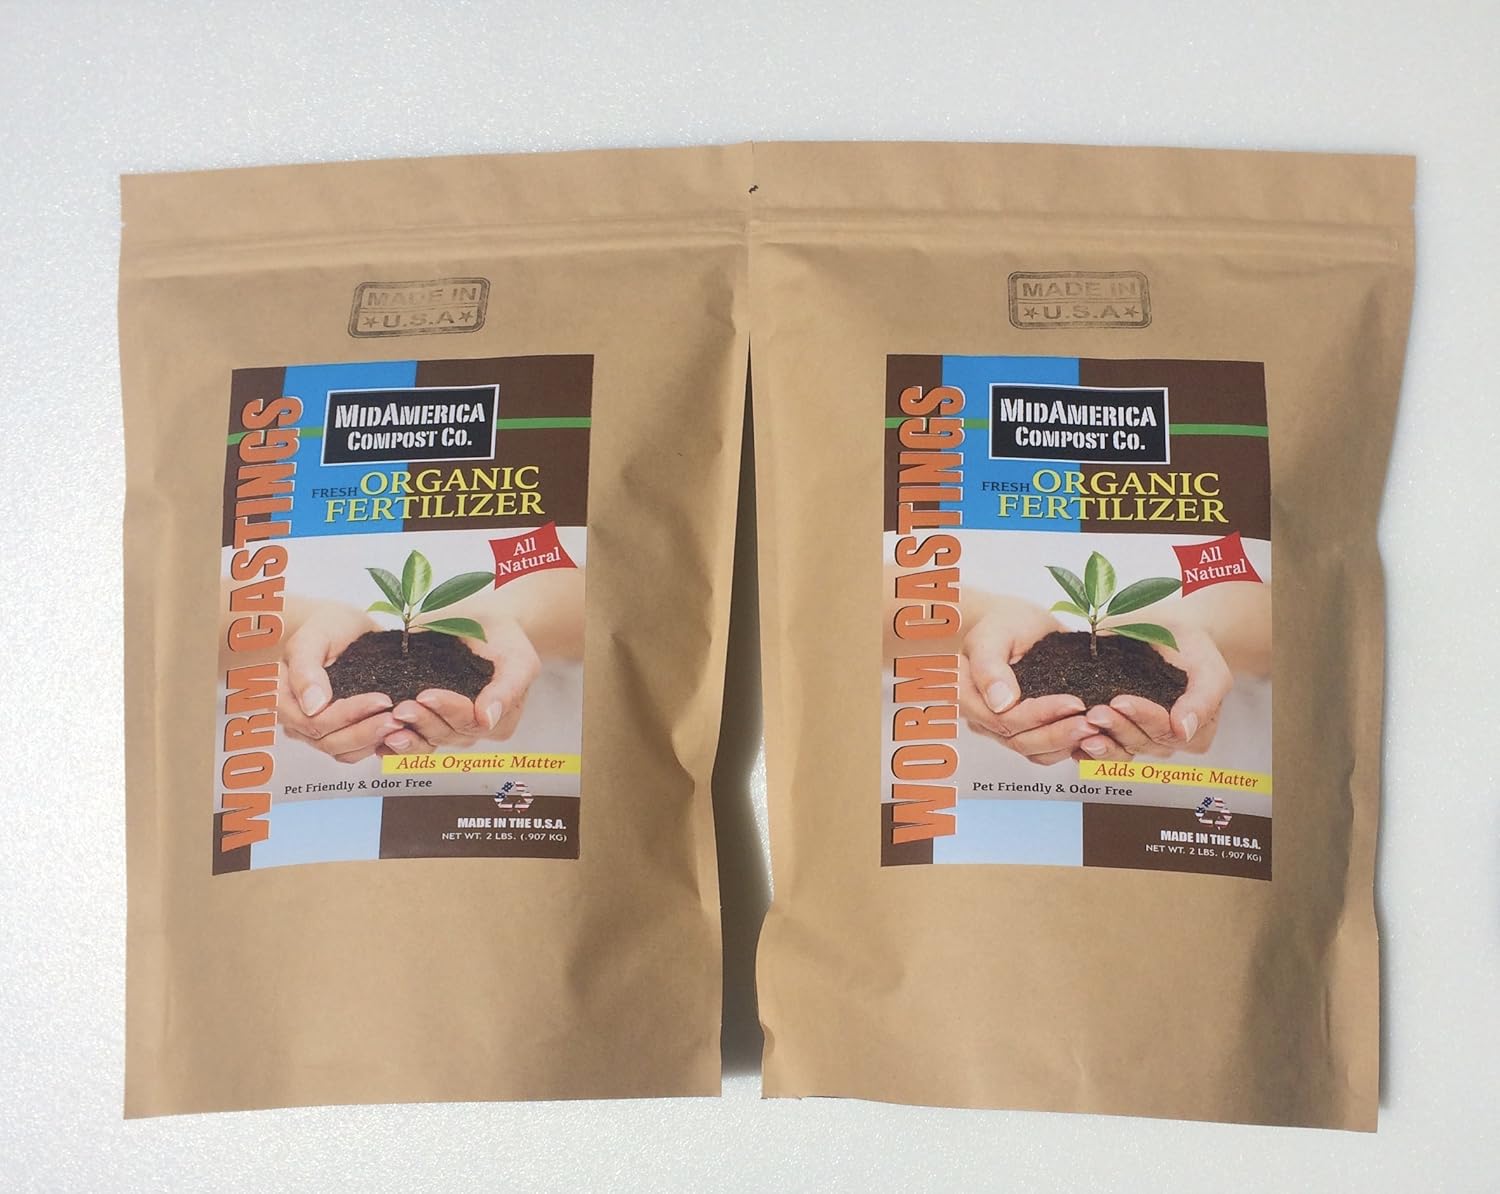 MADE IN
U.S.A
WORM CASTINGS
MIDAMERICA
COMPOST CO.
FRESH ORGANIC
FERTILIZER
All
Natural
Adds Organic Matter
Pet Friendly & Odor Free
MADE IN THE U.S.A.
NET WT. 2 LBS. (.907 KG)
MADE IN
U.S.A
WORM CASTINGS
MIDAMERICA
COMPOST CO.
FRESH ORGANIC
FERTILIZER
All
Natural
Adds Organic Matter
Pet Friendly & Odor Free
MADE IN THE U.S.A.
NET WT. 2 LBS. (.907 KG)